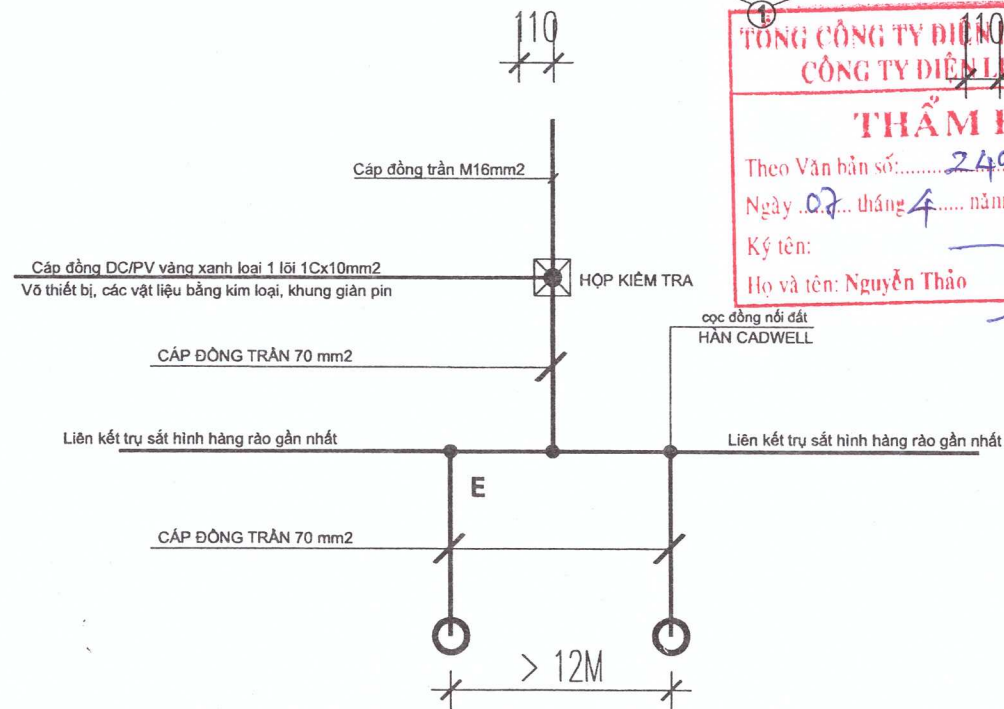 110
1
110
TỔNG CÔNG TY ĐIỆN
CÔNG TY ĐIỆN
THẨM
Theo Văn bản số:
Ngày 07 tháng 4 năm
Ký tên:
Họ và tên: Nguyễn Thảo
Cáp đồng trần M16mm2
Cáp đồng DC/PV vàng xanh loại 1 lõi 1Cx10mm2
Võ thiết bị, các vật liệu bằng kim loại, khung giàn pin
HỘP KIỂM TRA
cọc đồng nối đất
HÀN CADWELL
CÁP ĐỒNG TRẦN 70 mm2
Liên kết trụ sắt hình hàng rào gần nhất
Liên kết trụ sắt hình hàng rào gần nhất
E
CÁP ĐỒNG TRẦN 70 mm2
> 12M